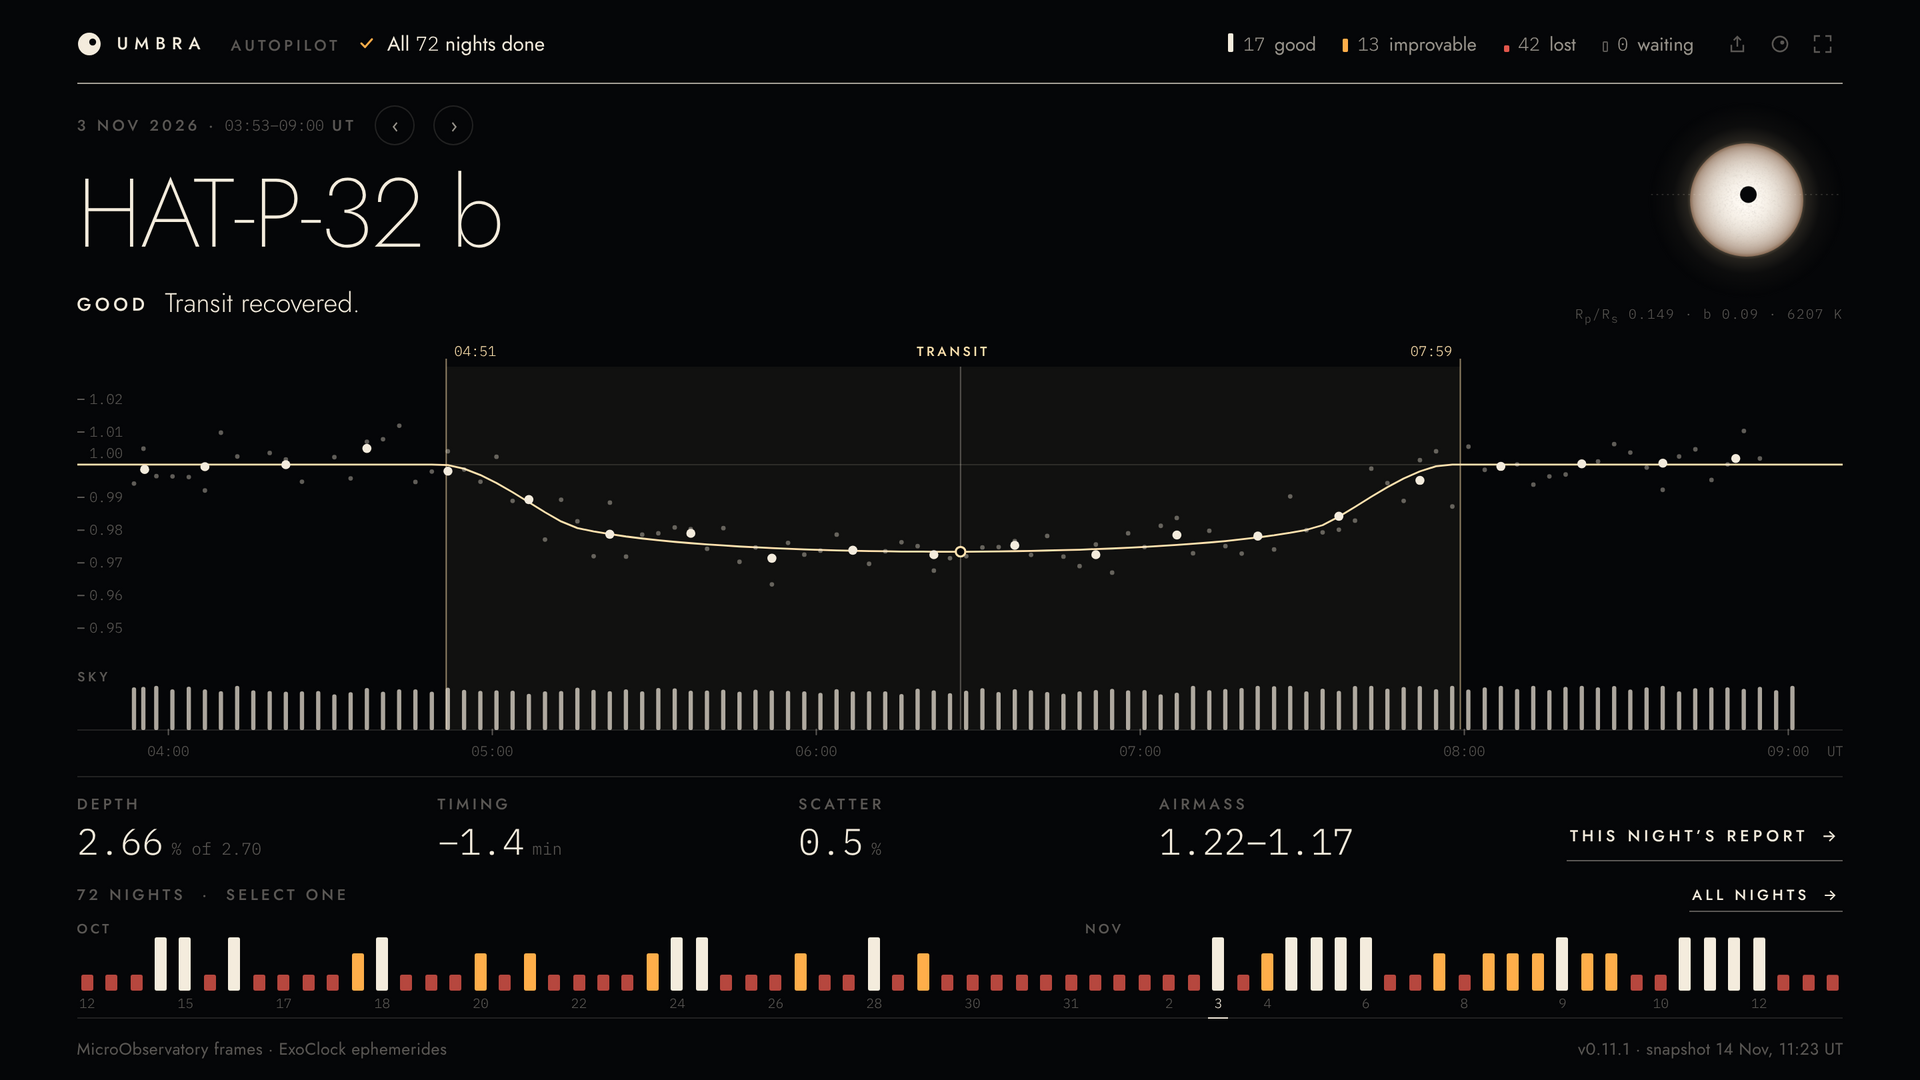 UMBRA AUTOPILOT ✓ All 72 nights done 17 good 13 improvable 42 lost 0 waiting
3 NOV 2026 · 03:53–09:00 UT ‹ ›
HAT-P-32 b
GOOD Transit recovered.
Rp/Rs 0.149 · b 0.09 · 6207 K
04:51 TRANSIT 07:59
1.02
1.01
1.00
0.99
0.98
0.97
0.96
0.95
SKY
04:00 05:00 06:00 07:00 08:00 09:00 UT
DEPTH TIMING SCATTER AIRMASS
2.66 % of 2.70 −1.4 min 0.5 % 1.22–1.17 THIS NIGHT’S REPORT →
72 NIGHTS · SELECT ONE ALL NIGHTS →
OCT NOV
12 15 17 18 20 22 24 26 28 30 31 2 3 4 6 8 9 10 12
MicroObservatory frames · ExoClock ephemerides v0.11.1 · snapshot 14 Nov, 11:23 UT